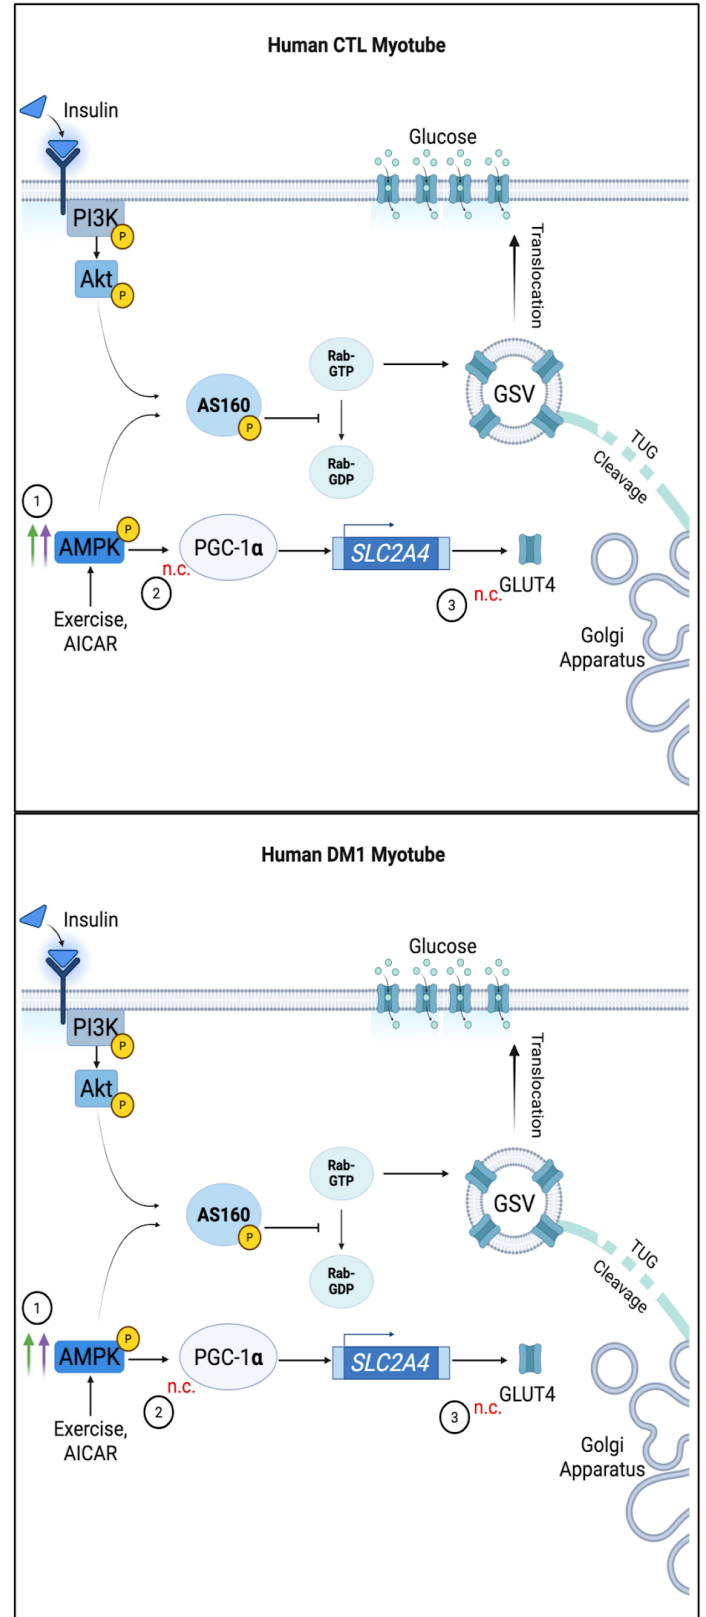 Human CTL Myotube
Insulin
Glucose
PI3K
P
Akt
P
Translocation
Rab-
GTP
GSV
AS160
P
Rab-
GDP
TUG
Cleavage
1
AMPK
P
PGC-1α
SLC2A4
n.c.
2
3
n.c.
GLUT4
Exercise,
AICAR
Golgi
Apparatus
Human DM1 Myotube
Insulin
Glucose
PI3K
P
Akt
P
Translocation
Rab-
GTP
GSV
AS160
P
Rab-
GDP
TUG
Cleavage
1
AMPK
P
PGC-1α
SLC2A4
n.c.
2
3
n.c.
GLUT4
Exercise,
AICAR
Golgi
Apparatus